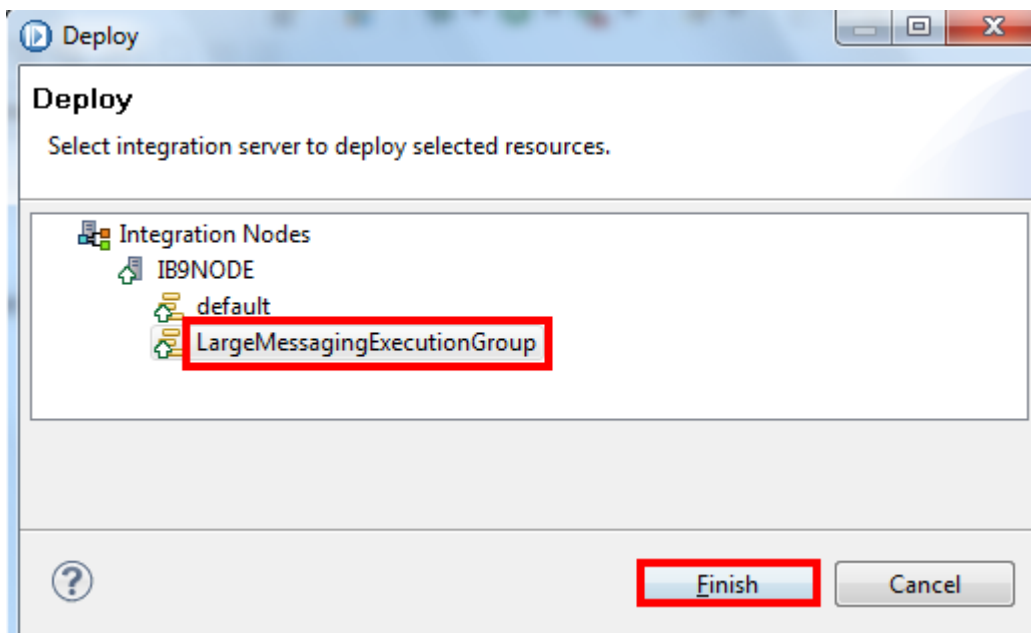 Deploy
Deploy
Select integration server to deploy selected resources.
Integration Nodes
IB9NODE
default
LargeMessagingExecutionGroup
?
Finish
Cancel